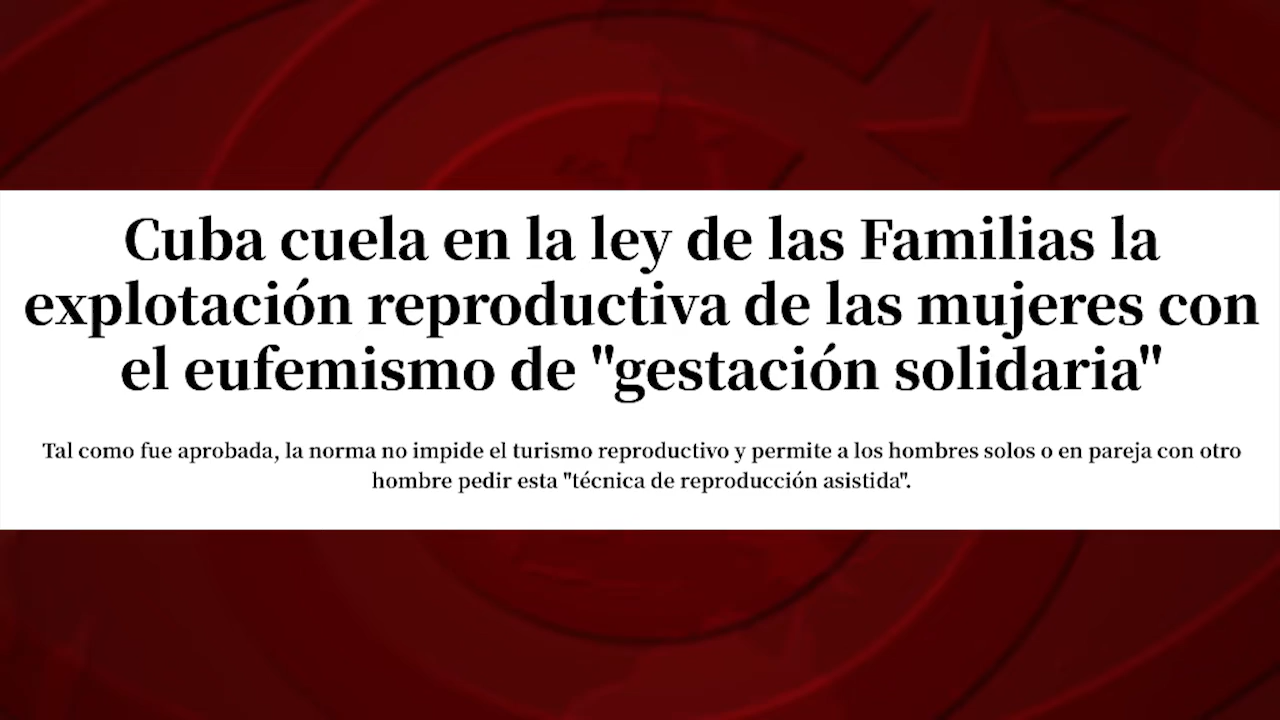 Cuba cuela en la ley de las Familias la
explotación reproductiva de las mujeres con
el eufemismo de "gestación solidaria"
Tal como fue aprobada, la norma no impide el turismo reproductivo y permite a los hombres solos o en pareja con otro
hombre pedir esta "técnica de reproducción asistida".